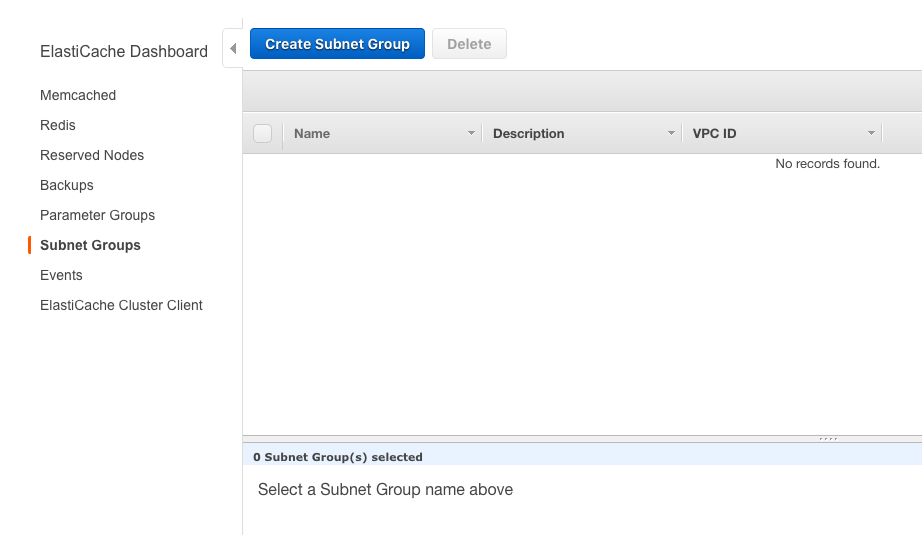 ElastiCache Dashboard
Memcached
Redis
Reserved Nodes
Backups
Parameter Groups
Subnet Groups
Events
ElastiCache Cluster Client
Create Subnet Group Delete
Name Description VPC ID
No records found.
0 Subnet Group(s) selected
Select a Subnet Group name above